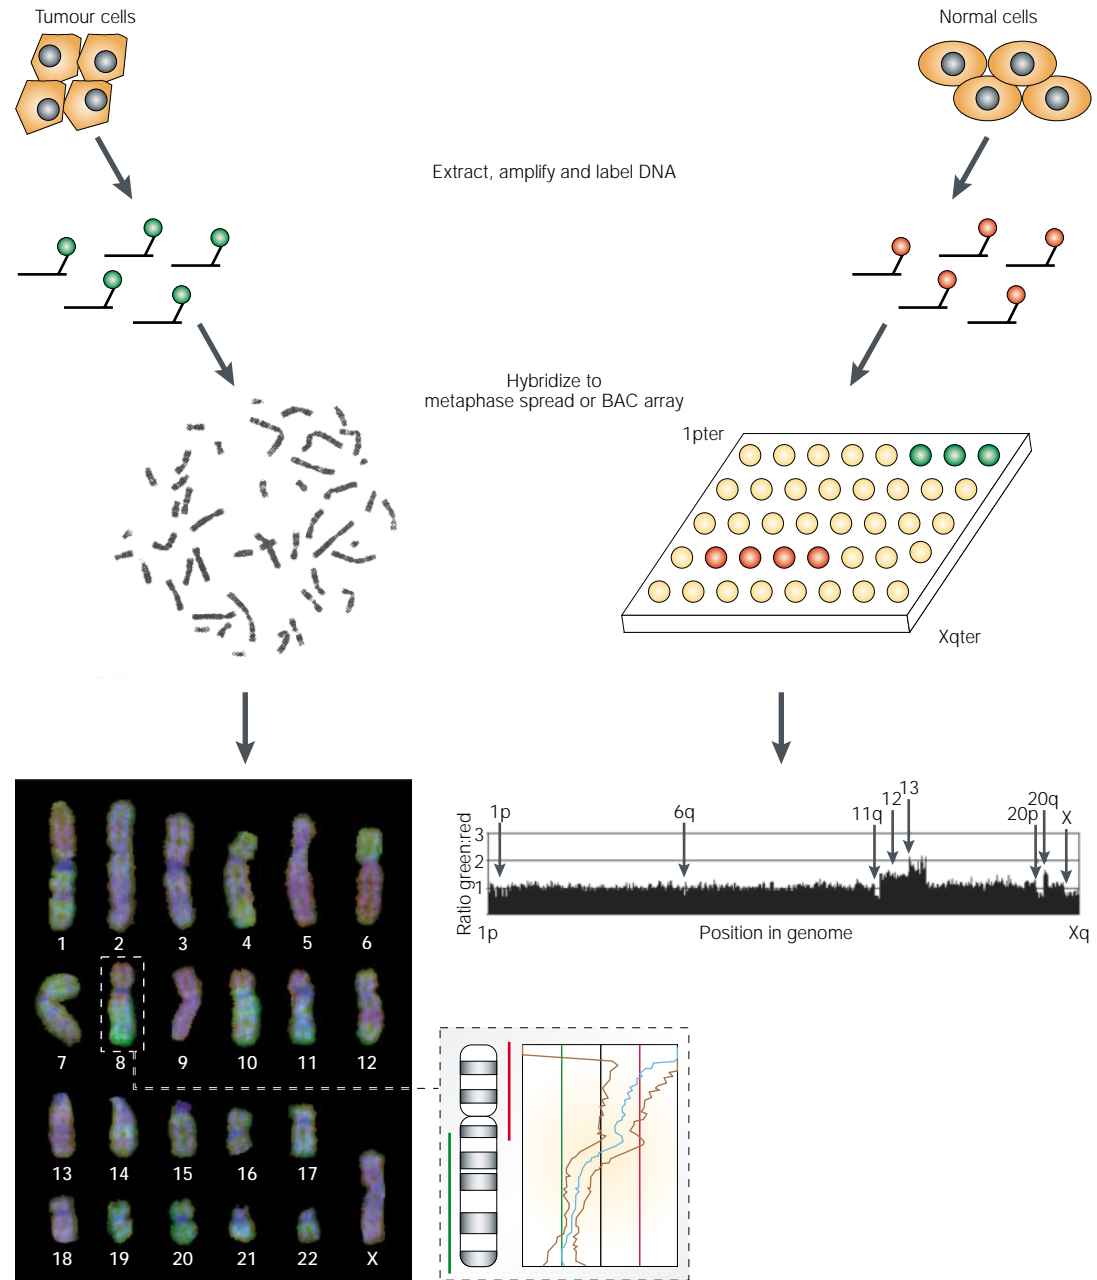 Tumour cells
Normal cells
Extract, amplify and label DNA
Hybridize to
metaphase spread or BAC array
1pter
Xqter
1 2 3 4 5 6
7 8 9 10 11 12
13 14 15 16 17
18 19 20 21 22 X
Ratio green:red
3
2
1
1p
6q
11q
12
13
20p
20q
X
1p
Position in genome
Xq